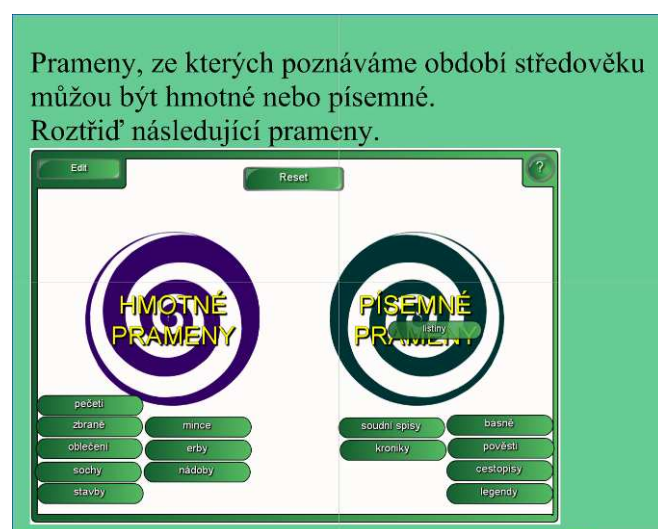 Prameny, ze kterých poznáváme období středověku
můžou být hmotné nebo písemné.
Roztřiď následující prameny.
Edit
Reset
?
HMOTNÉ
PRAMENY
PÍSEMNÉ
PRAMENY
listiny
pečeti
zbraně
oblečení
sochy
stavby
mince
erby
nádoby
soudní spisy
kroniky
básně
pověsti
cestopisy
legendy